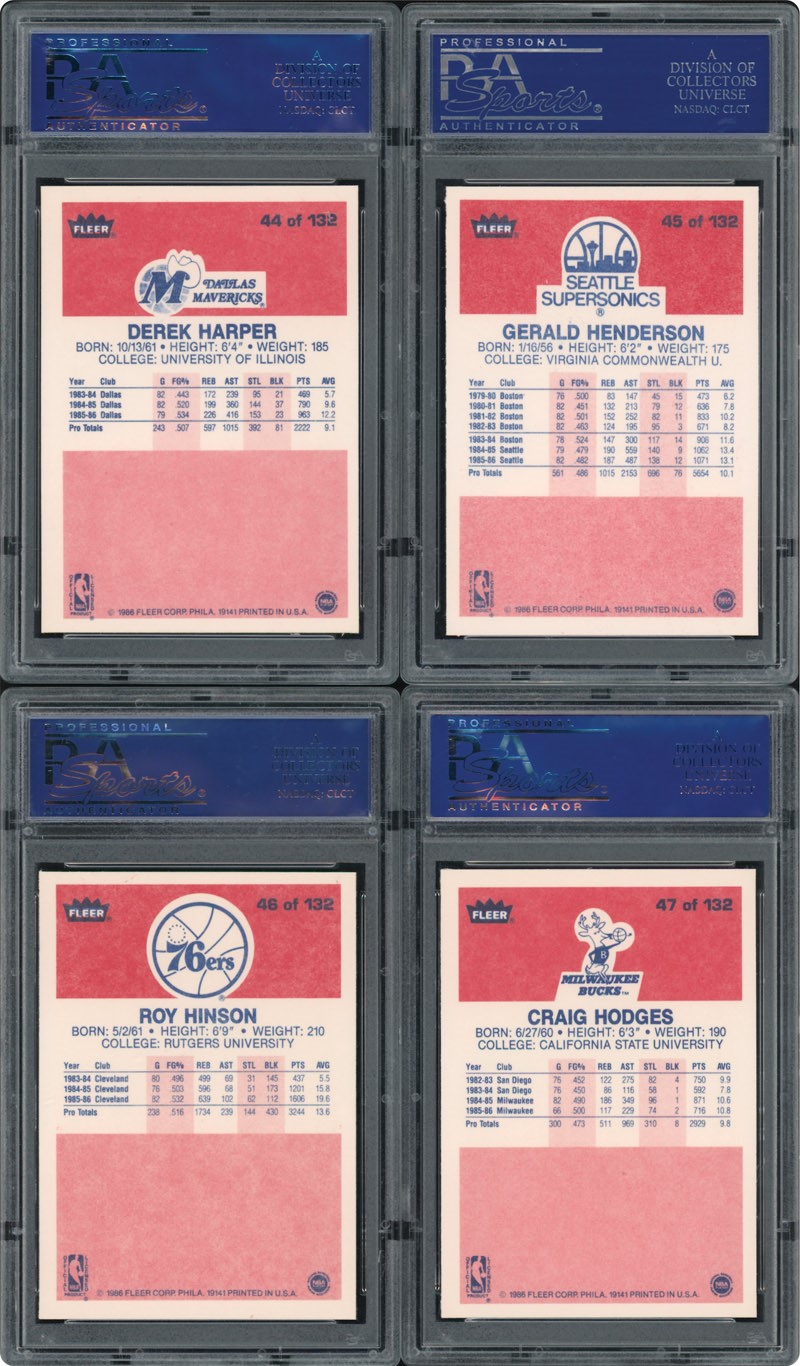 PROFESSIONAL
PSA
Sports®
AUTHENTICATOR
A
DIVISION OF
COLLECTORS
UNIVERSE
NASDAQ: CLCT
FLEER®
44 of 132
DALLAS
MAVERICKS®
DEREK HARPER
BORN: 10/13/61 • HEIGHT: 6'4" • WEIGHT: 185
COLLEGE: UNIVERSITY OF ILLINOIS
Year Club G FG% REB AST STL BLK PTS AVG
1983-84 Dallas 82 .443 172 239 95 21 469 5.7
1984-85 Dallas 82 .520 199 360 144 37 790 9.6
1985-86 Dallas 79 .534 226 416 153 23 963 12.2
Pro Totals 243 .507 597 1015 392 81 2222 9.1
© 1986 FLEER CORP. PHILA. 19141 PRINTED IN U.S.A.
PROFESSIONAL
PSA
Sports®
AUTHENTICATOR
A
DIVISION OF
COLLECTORS
UNIVERSE
NASDAQ: CLCT
FLEER®
45 of 132
SEATTLE
SUPERSONICS
®
GERALD HENDERSON
BORN: 1/16/56 • HEIGHT: 6'2" • WEIGHT: 175
COLLEGE: VIRGINIA COMMONWEALTH U.
Year Club G FG% REB AST STL BLK PTS AVG
1979-80 Boston 76 .500 83 147 45 15 473 6.2
1980-81 Boston 82 .451 132 213 79 12 636 7.8
1981-82 Boston 82 .501 152 252 82 11 833 10.2
1982-83 Boston 82 .463 124 195 95 3 671 8.2
1983-84 Boston 78 .524 147 300 117 14 908 11.6
1984-85 Seattle 79 .479 190 559 140 9 1062 13.4
1985-86 Seattle 82 .482 187 487 138 12 1071 13.1
Pro Totals 561 .486 1015 2153 696 76 5654 10.1
© 1986 FLEER CORP. PHILA. 19141 PRINTED IN U.S.A.
PROFESSIONAL
PSA
Sports®
AUTHENTICATOR
A
DIVISION OF
COLLECTORS
UNIVERSE
NASDAQ: CLCT
FLEER®
46 of 132
76ers
®
ROY HINSON
BORN: 5/2/61 • HEIGHT: 6'9" • WEIGHT: 210
COLLEGE: RUTGERS UNIVERSITY
Year Club G FG% REB AST STL BLK PTS AVG
1983-84 Cleveland 80 .496 499 69 31 145 437 5.5
1984-85 Cleveland 76 .503 596 68 51 173 1201 15.8
1985-86 Cleveland 82 .532 639 102 62 112 1606 19.6
Pro Totals 238 .516 1734 239 144 430 3244 13.6
© 1986 FLEER CORP. PHILA. 19141 PRINTED IN U.S.A.
PROFESSIONAL
PSA
Sports®
AUTHENTICATOR
A
DIVISION OF
COLLECTORS
UNIVERSE
NASDAQ: CLCT
FLEER®
47 of 132
MILWAUKEE
BUCKS™
CRAIG HODGES
BORN: 6/27/60 • HEIGHT: 6'3" • WEIGHT: 190
COLLEGE: CALIFORNIA STATE UNIVERSITY
Year Club G FG% REB AST STL BLK PTS AVG
1982-83 San Diego 76 .452 122 275 82 4 750 9.9
1983-84 San Diego 76 .450 86 116 58 1 592 7.8
1984-85 Milwaukee 82 .490 186 349 96 1 871 10.6
1985-86 Milwaukee 66 .500 117 229 74 2 716 10.8
Pro Totals 300 .473 511 969 310 8 2929 9.8
© 1986 FLEER CORP. PHILA. 19141 PRINTED IN U.S.A.